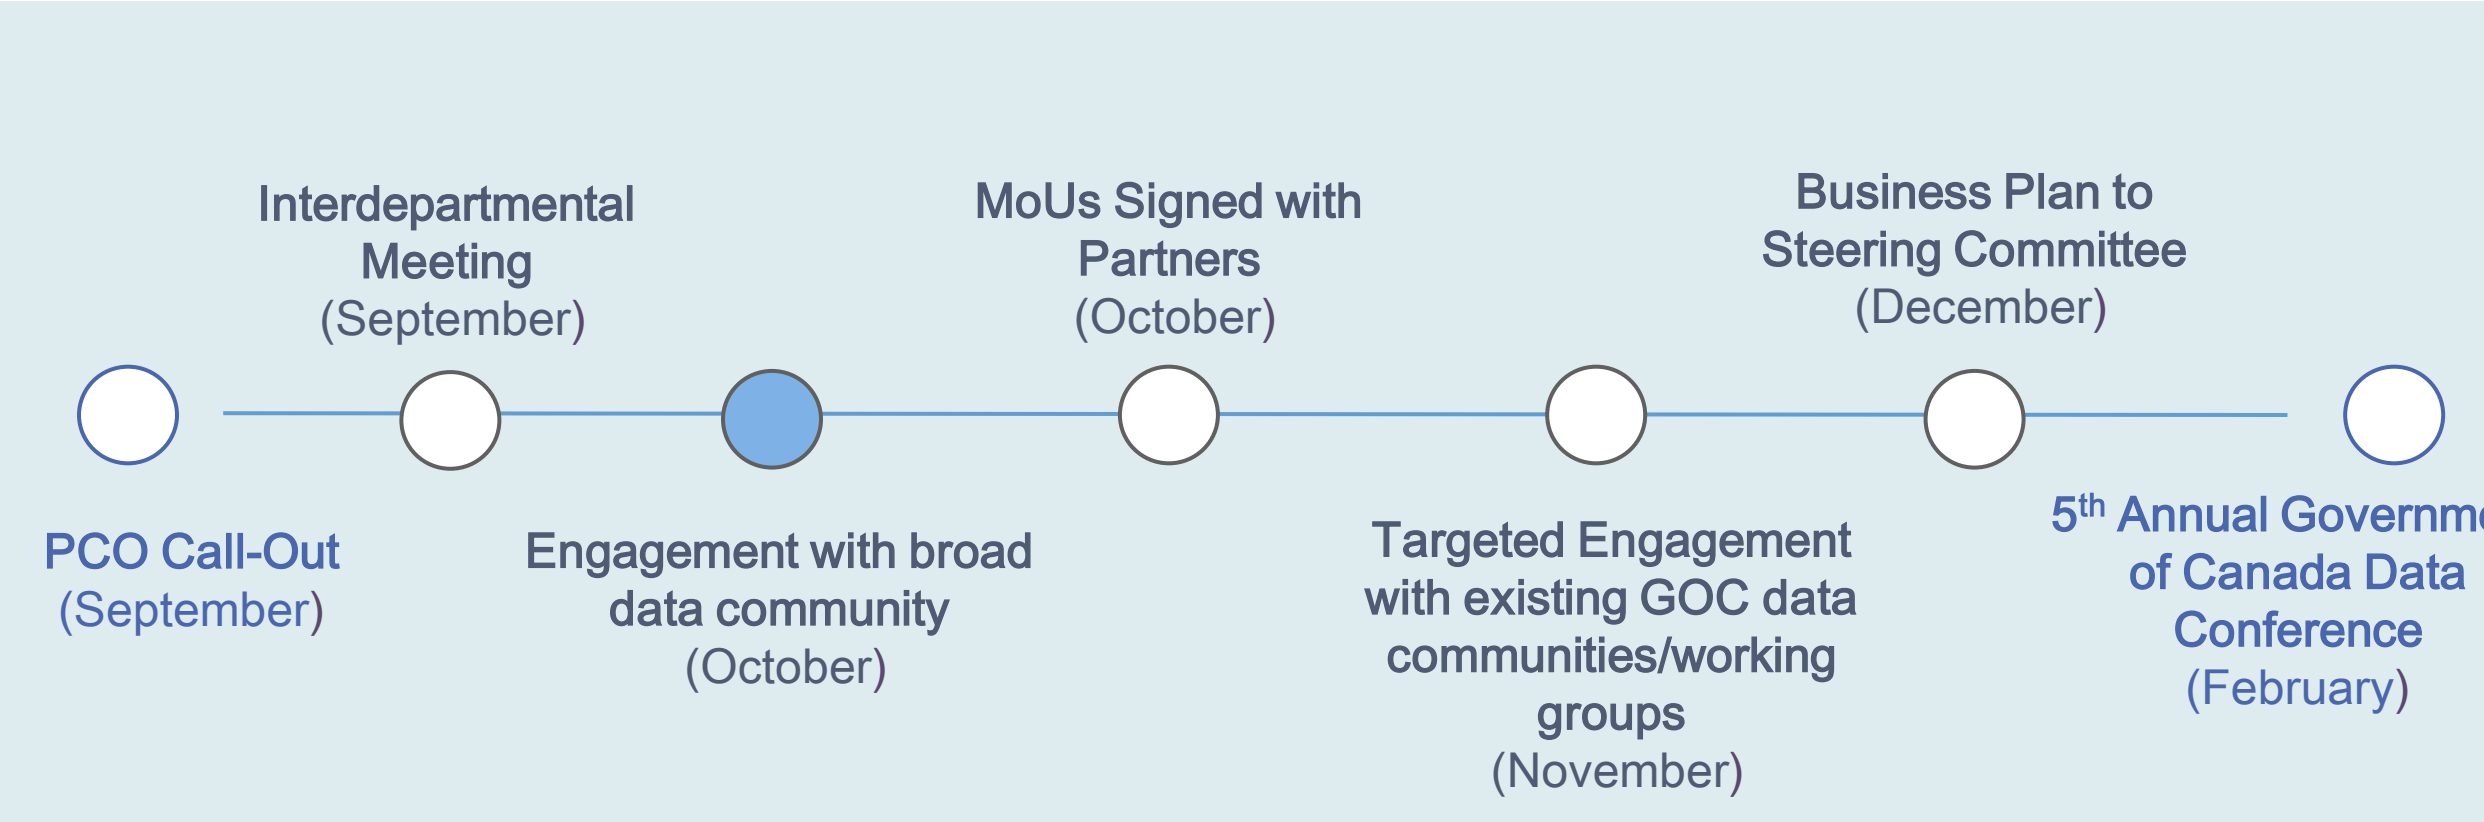 PCO Call-Out
(September)
Interdepartmental
Meeting
(September)
Engagement with broad
data community
(October)
MoUs Signed with
Partners
(October)
Targeted Engagement
with existing GOC data
communities/working
groups
(November)
Business Plan to
Steering Committee
(December)
5th Annual Governme
of Canada Data
Conference
(February)